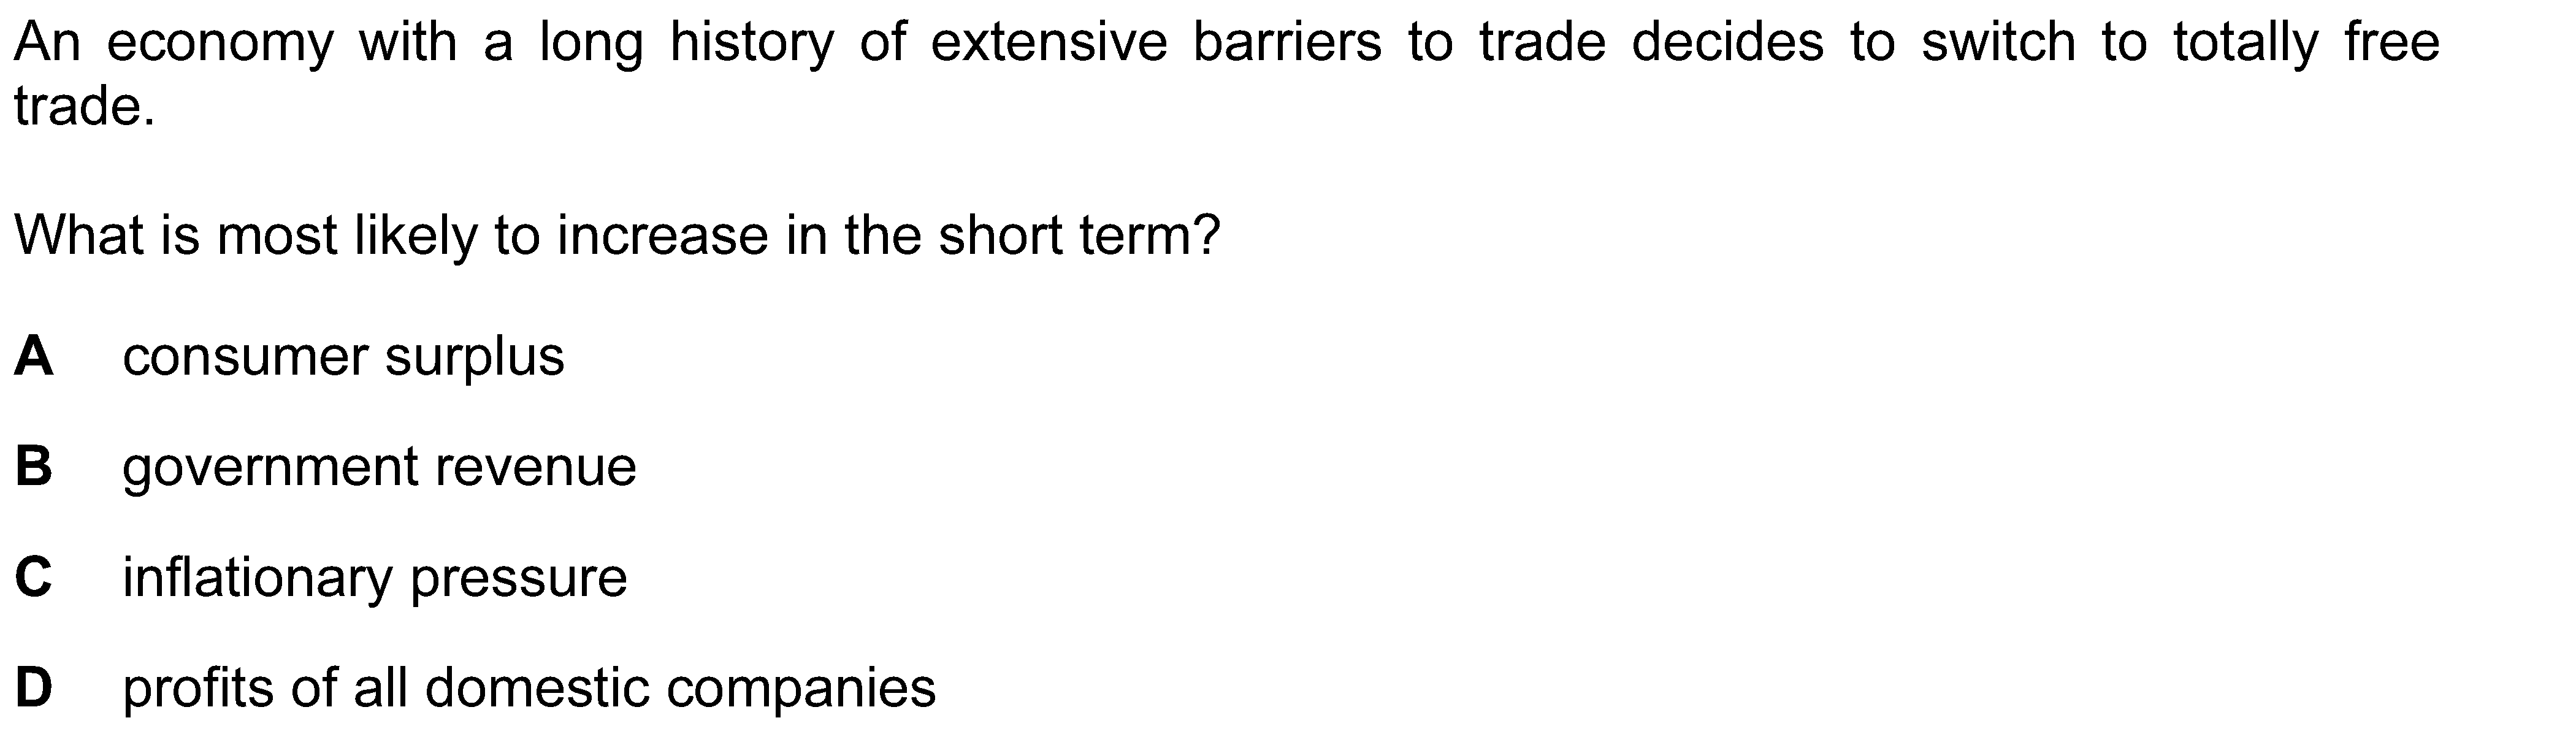 An economy with a long history of extensive barriers to trade decides to switch to totally free
trade.
What is most likely to increase in the short term?
A consumer surplus
B government revenue
C inflationary pressure
D profits of all domestic companies